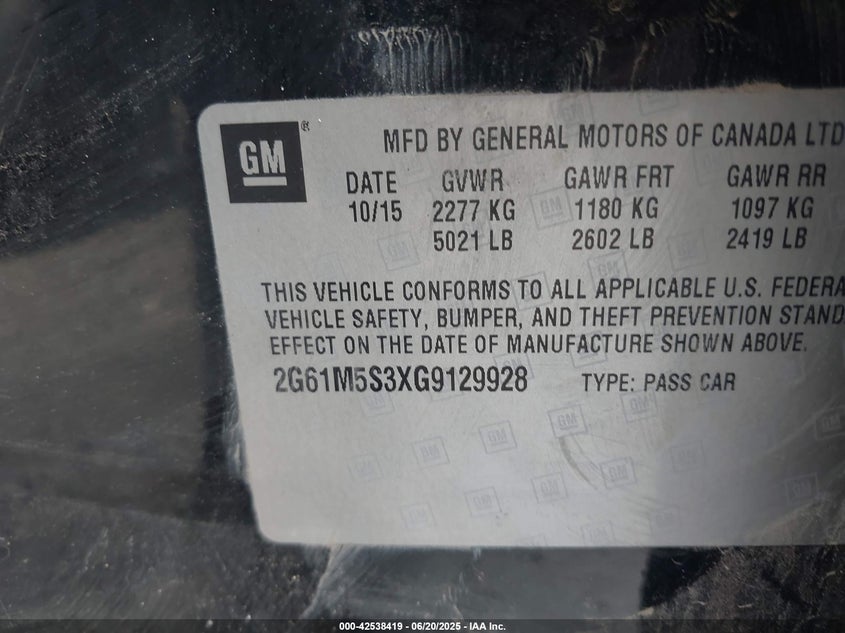 GM
MFD BY GENERAL MOTORS OF CANADA LTD
DATE GVWR GAWR FRT GAWR RR
10/15 2277 KG 1180 KG 1097 KG
5021 LB 2602 LB 2419 LB
THIS VEHICLE CONFORMS TO ALL APPLICABLE U.S. FEDERA
VEHICLE SAFETY, BUMPER, AND THEFT PREVENTION STAND
EFFECT ON THE DATE OF MANUFACTURE SHOWN ABOVE.
2G61M5S3XG9129928 TYPE: PASS CAR
000-42538419 - 06/20/2025 - IAA Inc.